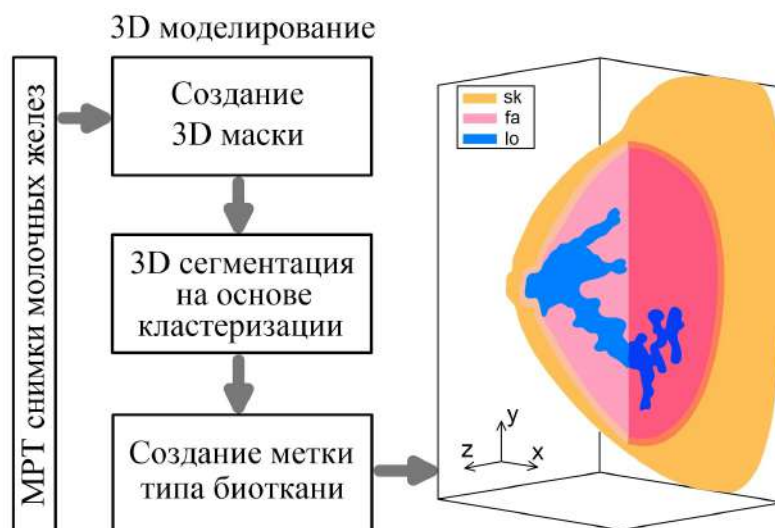 3D моделирование
МРТ снимки молочных желез
Создание
3D маски
3D сегментация
на основе
кластеризации
Создание метки
типа биоткани
sk
fa
lo
y
z
x